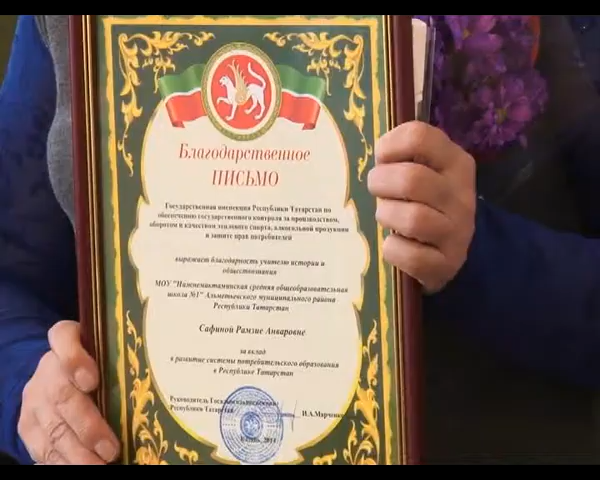 Благодарственное
ПИСЬМО
Государственная инспекция Республики Татарстан по
обеспечению государственного контроля за производством,
оборотом и качеством этилового спирта, алкогольной продукции
и защите прав потребителей
выражает благодарность учителю истории и
обществознания
МОУ "Нижнемактаминская средняя общеобразовательная
школа №1" Альметьевского муниципального района
Республики Татарстан
Сафиной Рамзие Анваровне
за вклад
в развитие системы потребительского образования
в Республике Татарстан
Руководитель
Республики Татарстан